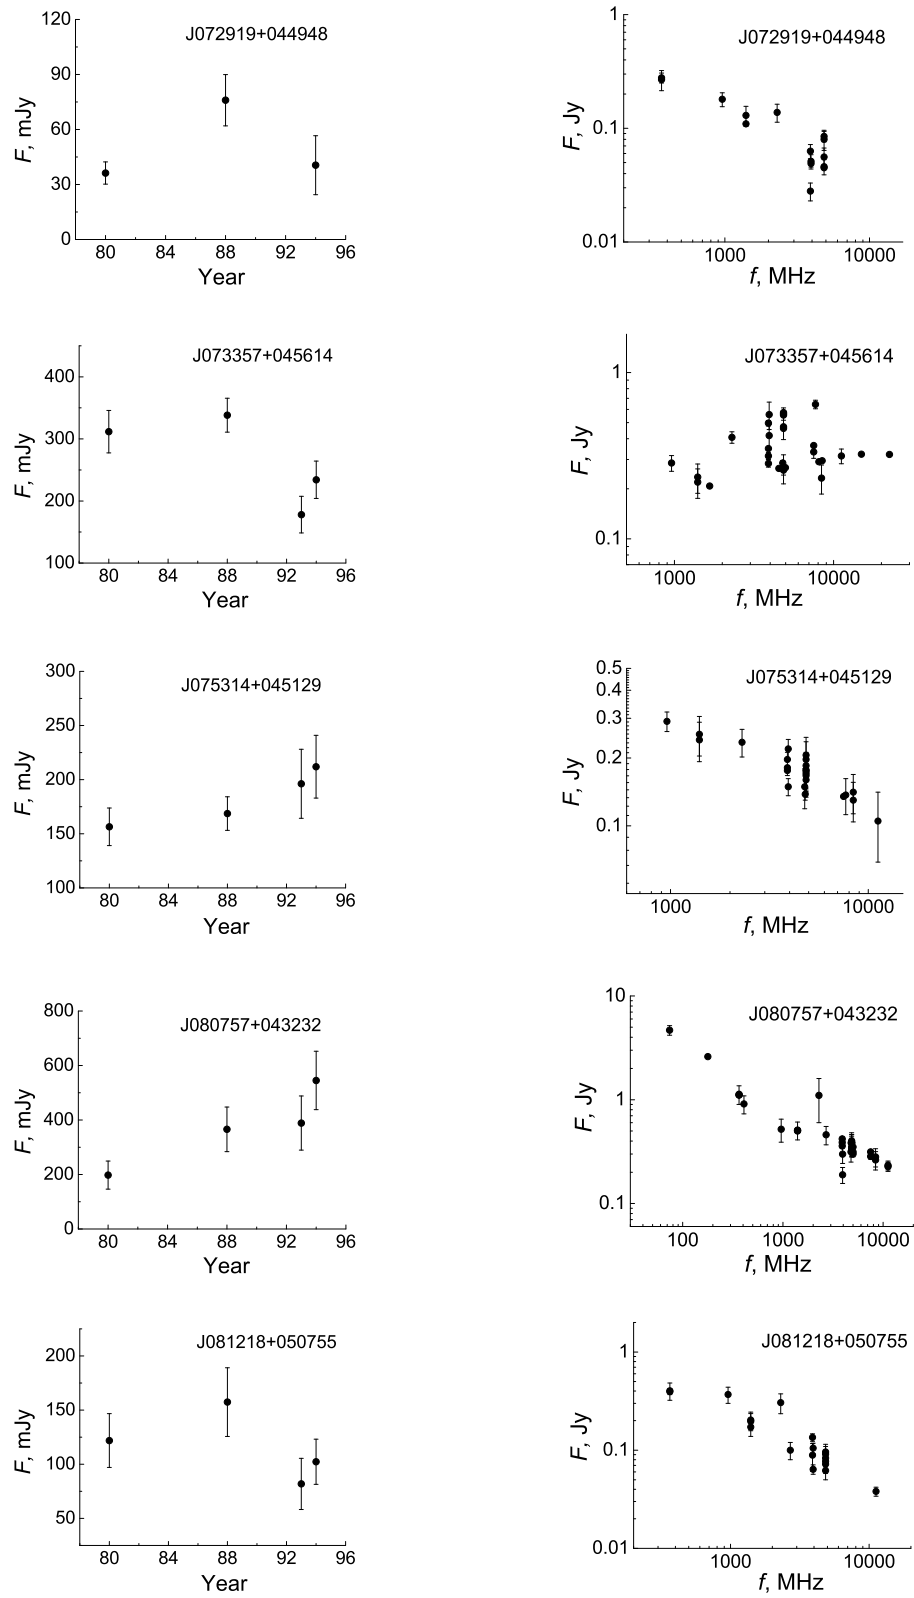 J072919+044948
120
90
60
30
0
F, mJy
80 84 88 92 96
Year
J072919+044948
1
0.1
0.01
F, Jy
1000 10000
f, MHz
J073357+045614
400
300
200
100
F, mJy
80 84 88 92 96
Year
J073357+045614
1
0.1
F, Jy
1000 10000
f, MHz
J075314+045129
300
250
200
150
100
F, mJy
80 84 88 92 96
Year
J075314+045129
0.5
0.4
0.3
0.2
0.1
F, Jy
1000 10000
f, MHz
J080757+043232
800
600
400
200
0
F, mJy
80 84 88 92 96
Year
J080757+043232
10
1
0.1
F, Jy
100 1000 10000
f, MHz
J081218+050755
200
150
100
50
F, mJy
80 84 88 92 96
Year
J081218+050755
1
0.1
0.01
F, Jy
1000 10000
f, MHz